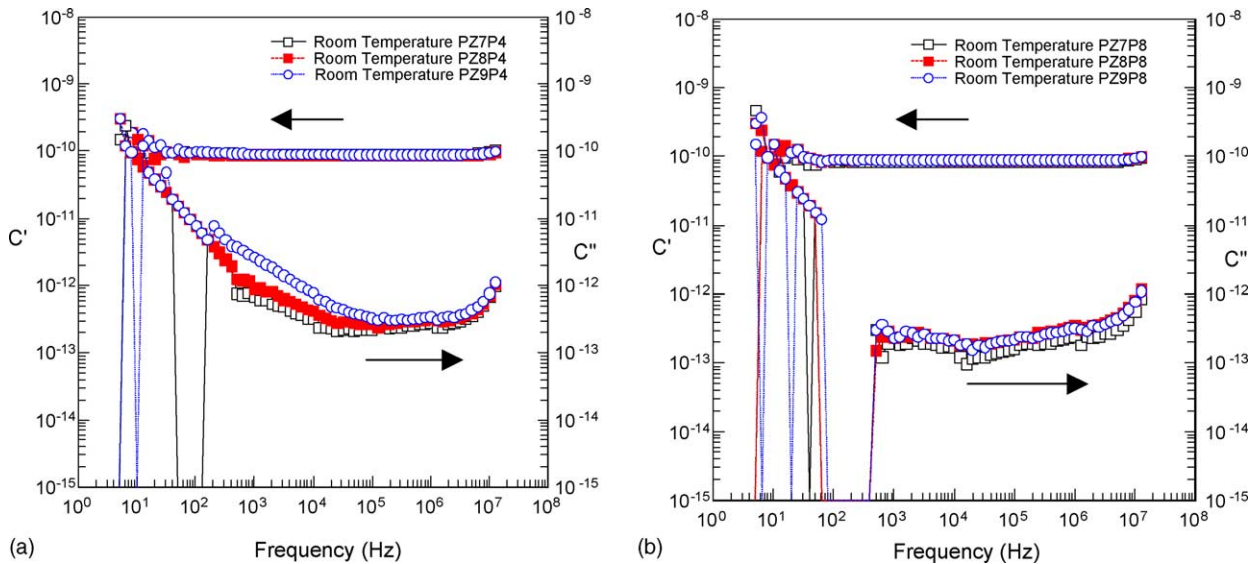 10^-8
10^-9
10^-10
10^-11
C'
10^-12
10^-13
10^-14
10^-15
Room Temperature PZ7P4
Room Temperature PZ8P4
Room Temperature PZ9P4
10^-8
10^-9
10^-10
10^-11
C"
10^-12
10^-13
10^-14
10^-15
10^0 10^1 10^2 10^3 10^4 10^5 10^6 10^7 10^8
(a) Frequency (Hz)
10^-8
10^-9
10^-10
10^-11
C'
10^-12
10^-13
10^-14
10^-15
Room Temperature PZ7P8
Room Temperature PZ8P8
Room Temperature PZ9P8
10^-8
10^-9
10^-10
10^-11
C"
10^-12
10^-13
10^-14
10^-15
10^0 10^1 10^2 10^3 10^4 10^5 10^6 10^7 10^8
(b) Frequency (Hz)